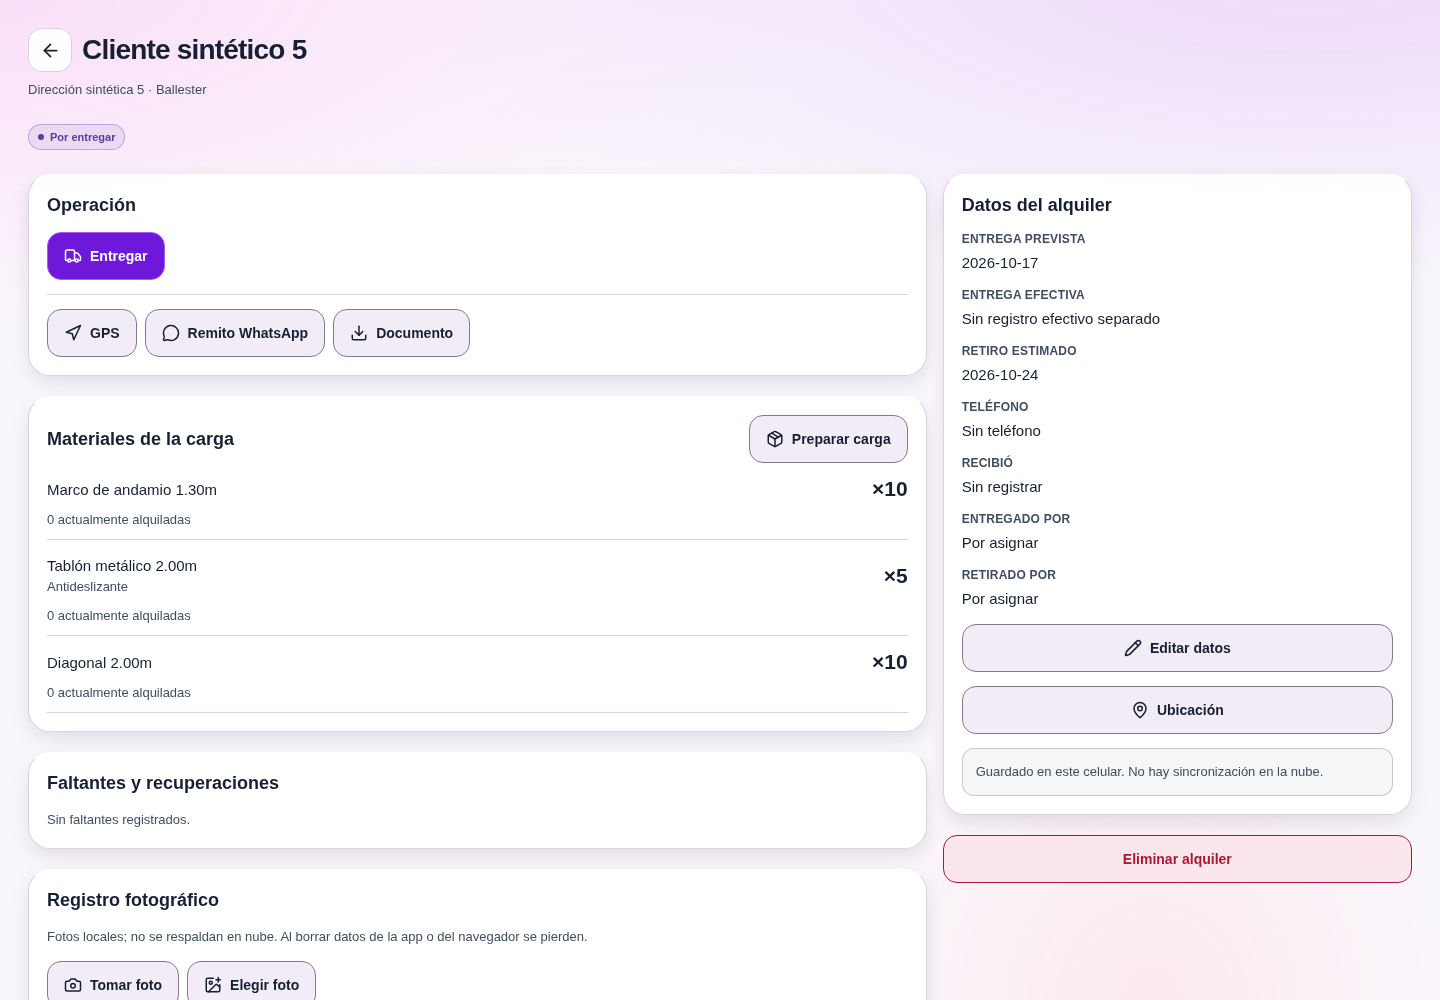 Cliente sintético 5
Dirección sintética 5 · Ballester
Por entregar
Operación
Entregar
GPS
Remito WhatsApp
Documento
Materiales de la carga
Preparar carga
Marco de andamio 1.30m
×10
0 actualmente alquiladas
Tablón metálico 2.00m
Antideslizante
×5
0 actualmente alquiladas
Diagonal 2.00m
×10
0 actualmente alquiladas
Faltantes y recuperaciones
Sin faltantes registrados.
Registro fotográfico
Fotos locales; no se respaldan en nube. Al borrar datos de la app o del navegador se pierden.
Tomar foto
Elegir foto
Datos del alquiler
ENTREGA PREVISTA
2026-10-17
ENTREGA EFECTIVA
Sin registro efectivo separado
RETIRO ESTIMADO
2026-10-24
TELÉFONO
Sin teléfono
RECIBIÓ
Sin registrar
ENTREGADO POR
Por asignar
RETIRADO POR
Por asignar
Editar datos
Ubicación
Guardado en este celular. No hay sincronización en la nube.
Eliminar alquiler